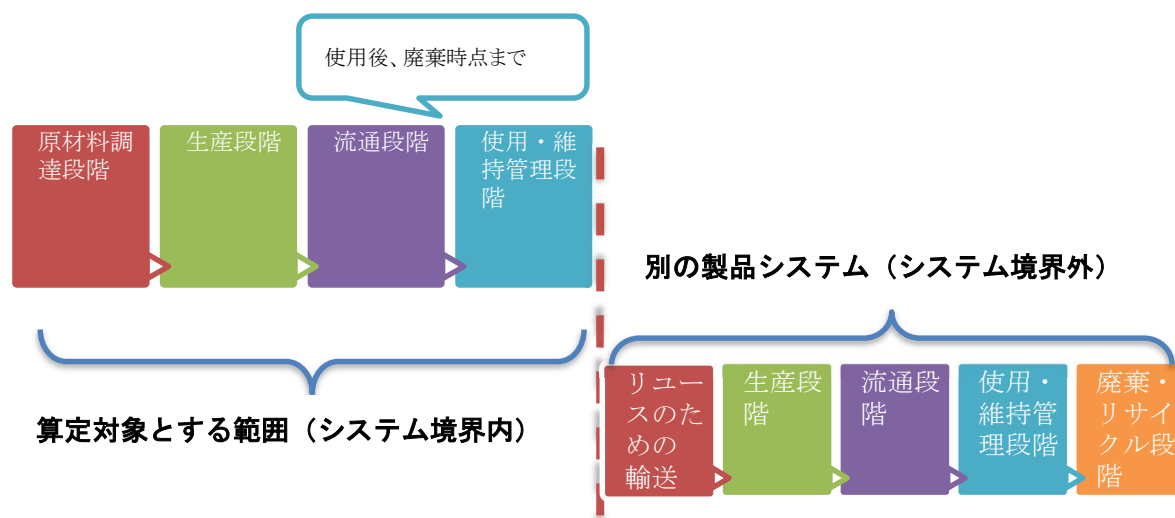 使用後、廃棄時点まで
原材料調
達段階
生産段階
流通段階
使用・維
持管理段
階
別の製品システム（システム境界外）
算定対象とする範囲（システム境界内）
リユー
スのため
めの
輸送
生産段
階
流通段
階
使用・
維持管
理段階
廃棄・
リサイ
クル段
階